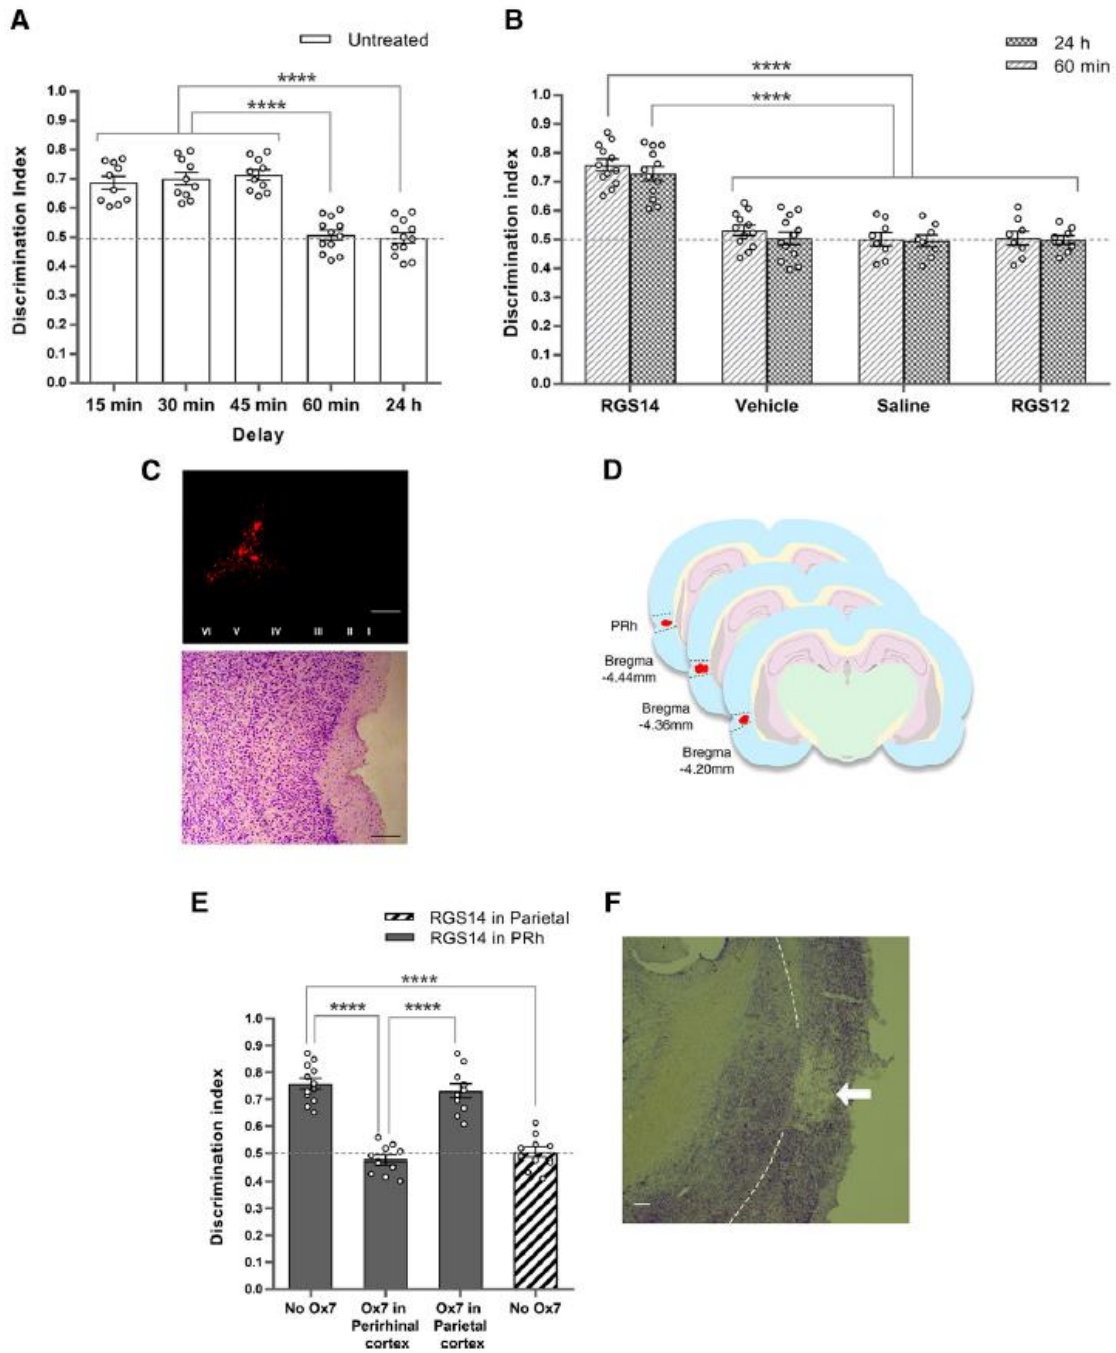 A
Untreated
****
****
Discrimination Index
1.0
0.9
0.8
0.7
0.6
0.5
0.4
0.3
0.2
0.1
0.0
15 min 30 min 45 min 60 min 24 h
Delay
B
24 h
60 min
****
****
Discrimination index
1.0
0.9
0.8
0.7
0.6
0.5
0.4
0.3
0.2
0.1
0.0
RGS14 Vehicle Saline RGS12
C
VI V IV III II I
D
PRh
Bregma
-4.44mm
Bregma
-4.36mm
Bregma
-4.20mm
E
RGS14 in Parietal
RGS14 in PRh
****
**** ****
Discrimination index
1.0
0.9
0.8
0.7
0.6
0.5
0.4
0.3
0.2
0.1
0.0
No Ox7 Ox7 in Ox7 in No Ox7
Perirhinal Parietal
cortex cortex
F